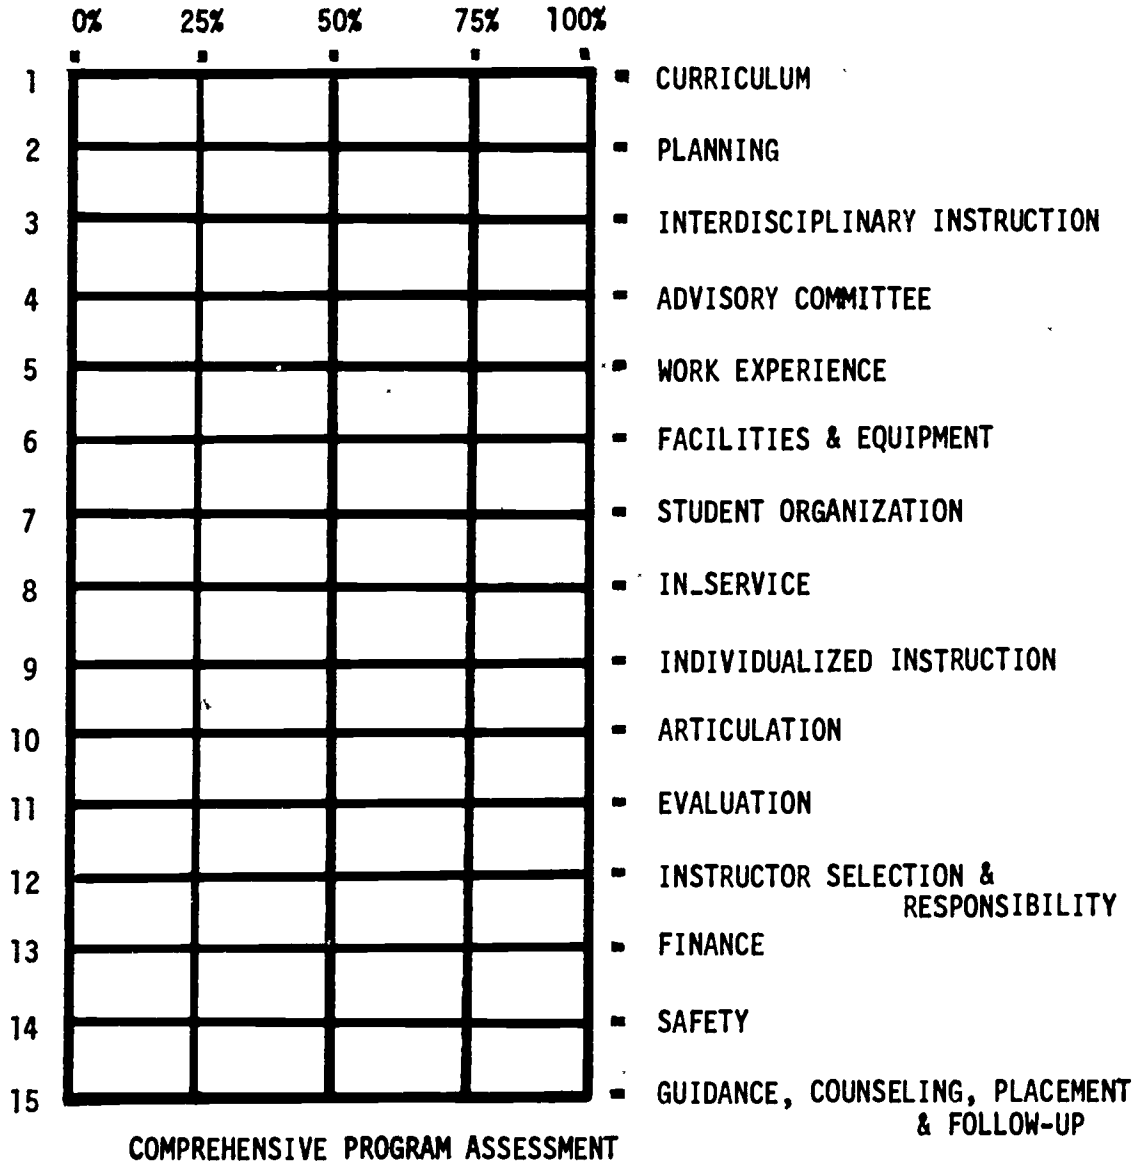 0% 25% 50% 75% 100%
1 - CURRICULUM
2 - PLANNING
3 - INTERDISCIPLINARY INSTRUCTION
4 - ADVISORY COMMITTEE
5 - WORK EXPERIENCE
6 - FACILITIES & EQUIPMENT
7 - STUDENT ORGANIZATION
8 - IN-SERVICE
9 - INDIVIDUALIZED INSTRUCTION
10 - ARTICULATION
11 - EVALUATION
12 - INSTRUCTOR SELECTION &
RESPONSIBILITY
13 - FINANCE
14 - SAFETY
15 - GUIDANCE, COUNSELING, PLACEMENT
& FOLLOW-UP
COMPREHENSIVE PROGRAM ASSESSMENT